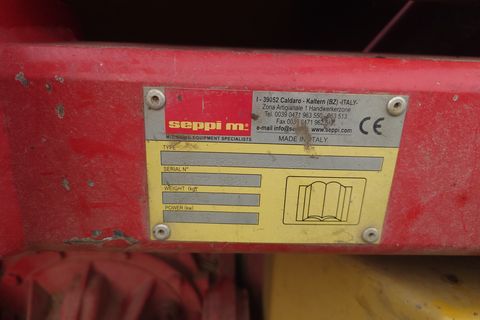 seppi m.
MULCHING EQUIPMENT SPECIALISTS
I - 39052 Caldaro - Kaltern (BZ) -ITALY-
Zona Artigianale 1 Handwerkerzone
Tel. 0039 0471 963 550 - 963 513
Fax 0039 0471 962 547
e-mail info@seppi.com www.seppi.com
CE
MADE IN ITALY
TYPE
SERIAL N°
WEIGHT (kg)
POWER (kw)